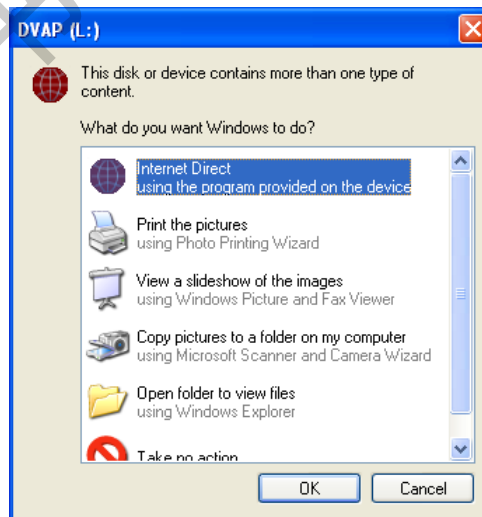 DVAP (L:)
This disk or device contains more than one type of
content.
What do you want Windows to do?
Internet Direct
using the program provided on the device
Print the pictures
using Photo Printing Wizard
View a slideshow of the images
using Windows Picture and Fax Viewer
Copy pictures to a folder on my computer
using Microsoft Scanner and Camera Wizard
Open folder to view files
using Windows Explorer
Take no action
OK
Cancel